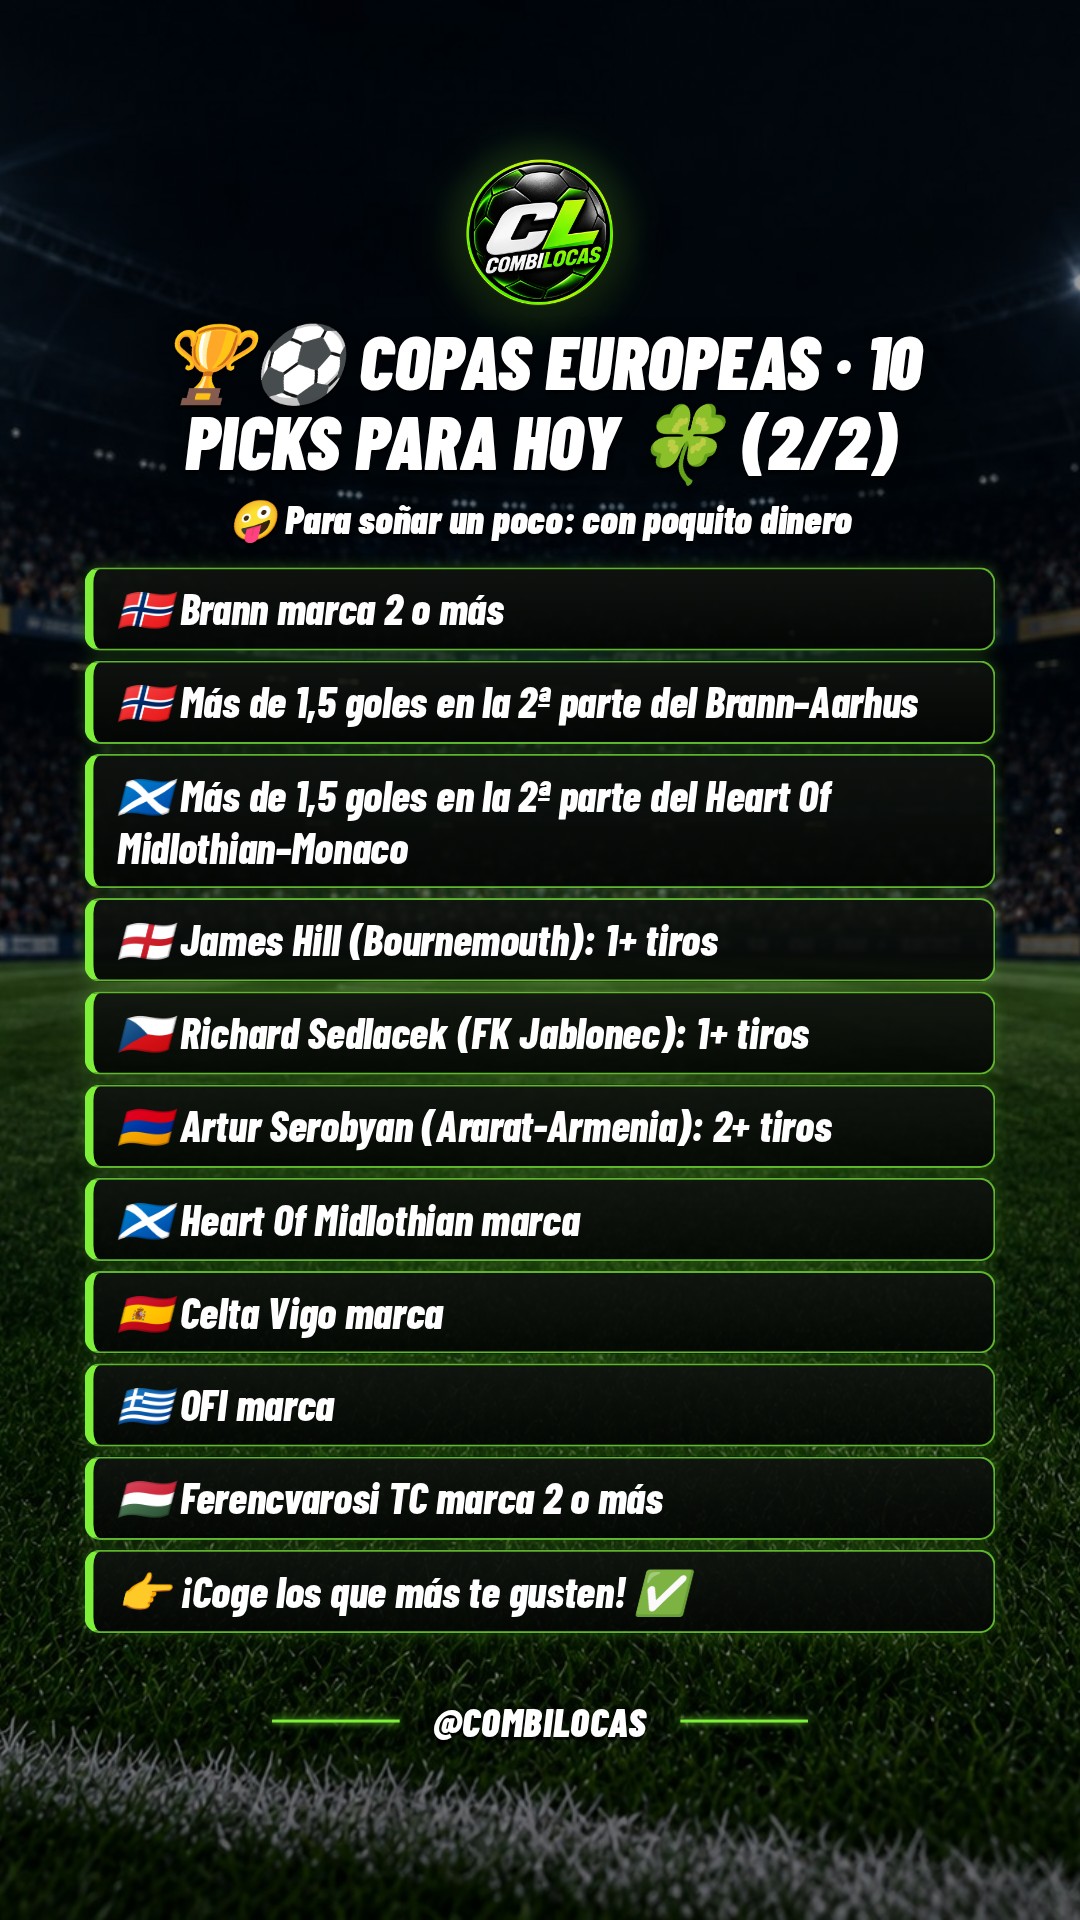 CL
COMBILOCAS
🏆⚽ COPAS EUROPEAS · 10
PICKS PARA HOY 🍀 (2/2)
🤪 Para soñar un poco: con poquito dinero
🇳🇴 Brann marca 2 o más
🇳🇴 Más de 1,5 goles en la 2ª parte del Brann-Aarhus
🏴󠁧󠁢󠁳󠁣󠁴󠁿 Más de 1,5 goles en la 2ª parte del Heart Of
Midlothian-Monaco
🏴󠁧󠁢󠁥󠁮󠁧󠁿 James Hill (Bournemouth): 1+ tiros
🇨🇿 Richard Sedlacek (FK Jablonec): 1+ tiros
🇦🇲 Artur Serobyan (Ararat-Armenia): 2+ tiros
🏴󠁧󠁢󠁳󠁣󠁴󠁿 Heart Of Midlothian marca
🇪🇸 Celta Vigo marca
🇬🇷 OFI marca
🇭🇺 Ferencvarosi TC marca 2 o más
👉 ¡Coge los que más te gusten! ✅
@COMBILOCAS